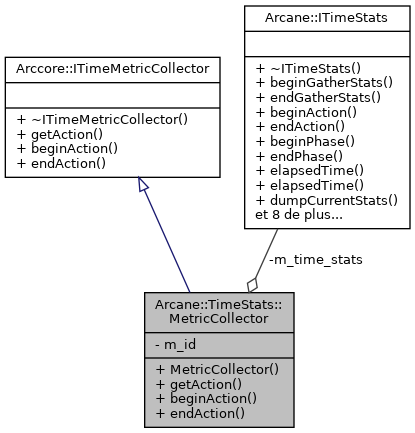 Arcane::ITimeStats
+ ~ITimeStats()
+ beginGatherStats()
+ endGatherStats()
+ beginAction()
+ endAction()
+ beginPhase()
+ endPhase()
+ elapsedTime()
+ elapsedTime()
+ dumpCurrentStats()
et 8 de plus...
Arccore::ITimeMetricCollector
+ ~ITimeMetricCollector()
+ getAction()
+ beginAction()
+ endAction()
-m_time_stats
Arcane::TimeStats::
MetricCollector
- m_id
+ MetricCollector()
+ getAction()
+ beginAction()
+ endAction()